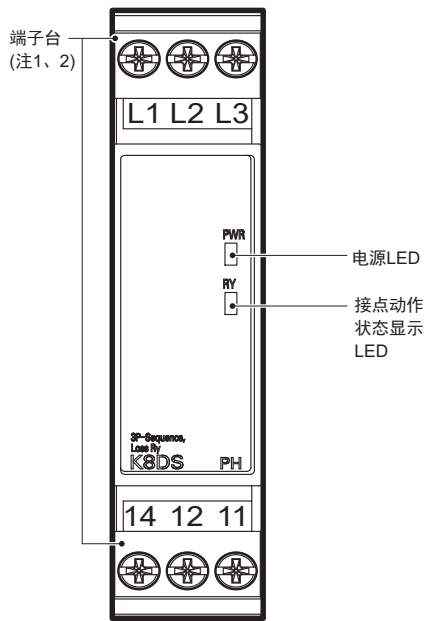 端子台
(注1、2)
L1 L2 L3
PWR
电源LED
RY
接点动作
状态显示
LED
3P-Sequence,
Loss Ry
K8DS PH
14 12 11